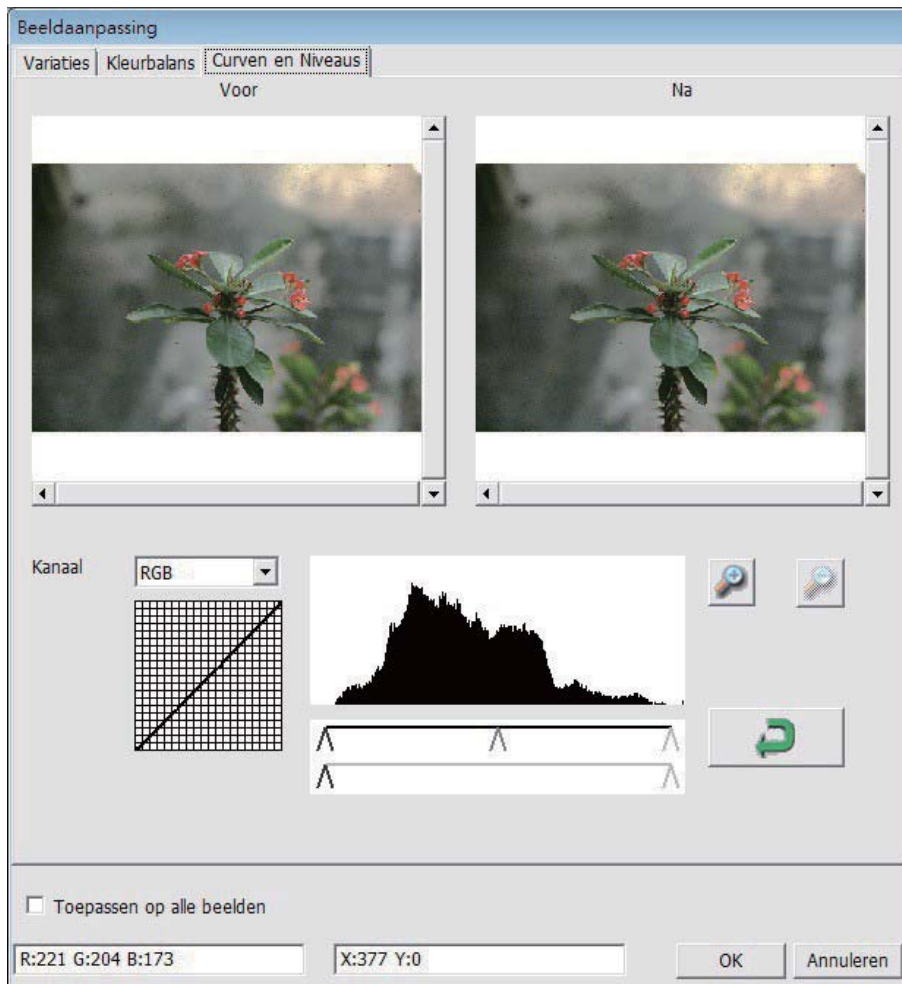 Beeldaanpassing
Variaties Kleurbalans Curven en Niveaus
Voor Na
Kanaal RGB
Toepassen op alle beelden
R:221 G:204 B:173 X:377 Y:0 OK Annuleren